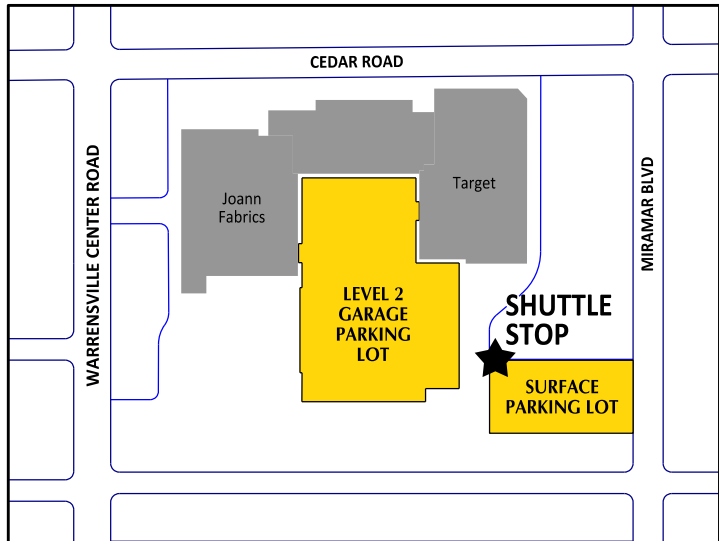 CEDAR ROAD
WARRENSVILLE CENTER ROAD
Joann
Fabrics
Target
MIRAMAR BLVD
LEVEL 2
GARAGE
PARKING
LOT
SHUTTLE
STOP
SURFACE
PARKING LOT